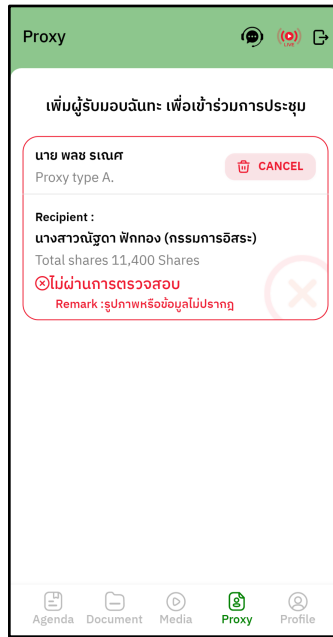 Proxy
LIVE
เพิ่มผู้รับมอบฉันทะ เพื่อเข้าร่วมการประชุม
นาย พลช รเณศ
CANCEL
Proxy type A.
Recipient :
นางสาวณัฐดา ฟักทอง (กรรมการอิสระ)
Total shares 11,400 Shares
ไม่ผ่านการตรวจสอบ
Remark :รูปภาพหรือข้อมูลไม่ปรากฎ
Agenda Document Media Proxy Profile